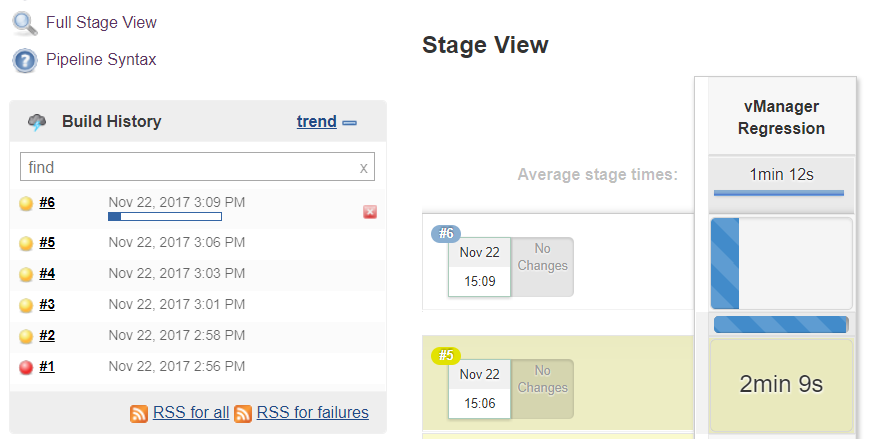 Full Stage View
Pipeline Syntax
Build History trend
find x
#6 Nov 22, 2017 3:09 PM
#5 Nov 22, 2017 3:06 PM
#4 Nov 22, 2017 3:03 PM
#3 Nov 22, 2017 3:01 PM
#2 Nov 22, 2017 2:58 PM
#1 Nov 22, 2017 2:56 PM
RSS for all RSS for failures
Stage View
vManager
Regression
Average stage times: 1min 12s
#6
Nov 22
15:09
No
Changes
#5
Nov 22
15:06
No
Changes
2min 9s